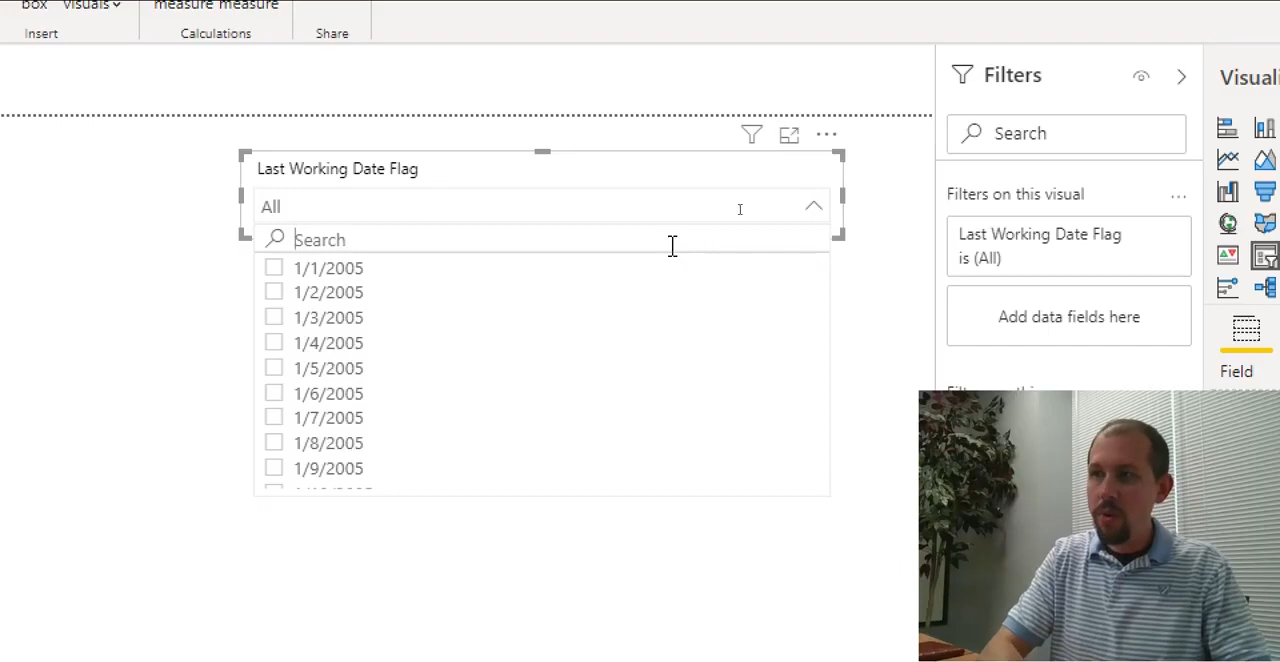 box visuals
measure measure
Insert
Calculations
Share
Filters
Visuali
Search
Last Working Date Flag
All
Search
1/1/2005
1/2/2005
1/3/2005
1/4/2005
1/5/2005
1/6/2005
1/7/2005
1/8/2005
1/9/2005
Filters on this visual
Last Working Date Flag
is (All)
Add data fields here
Field